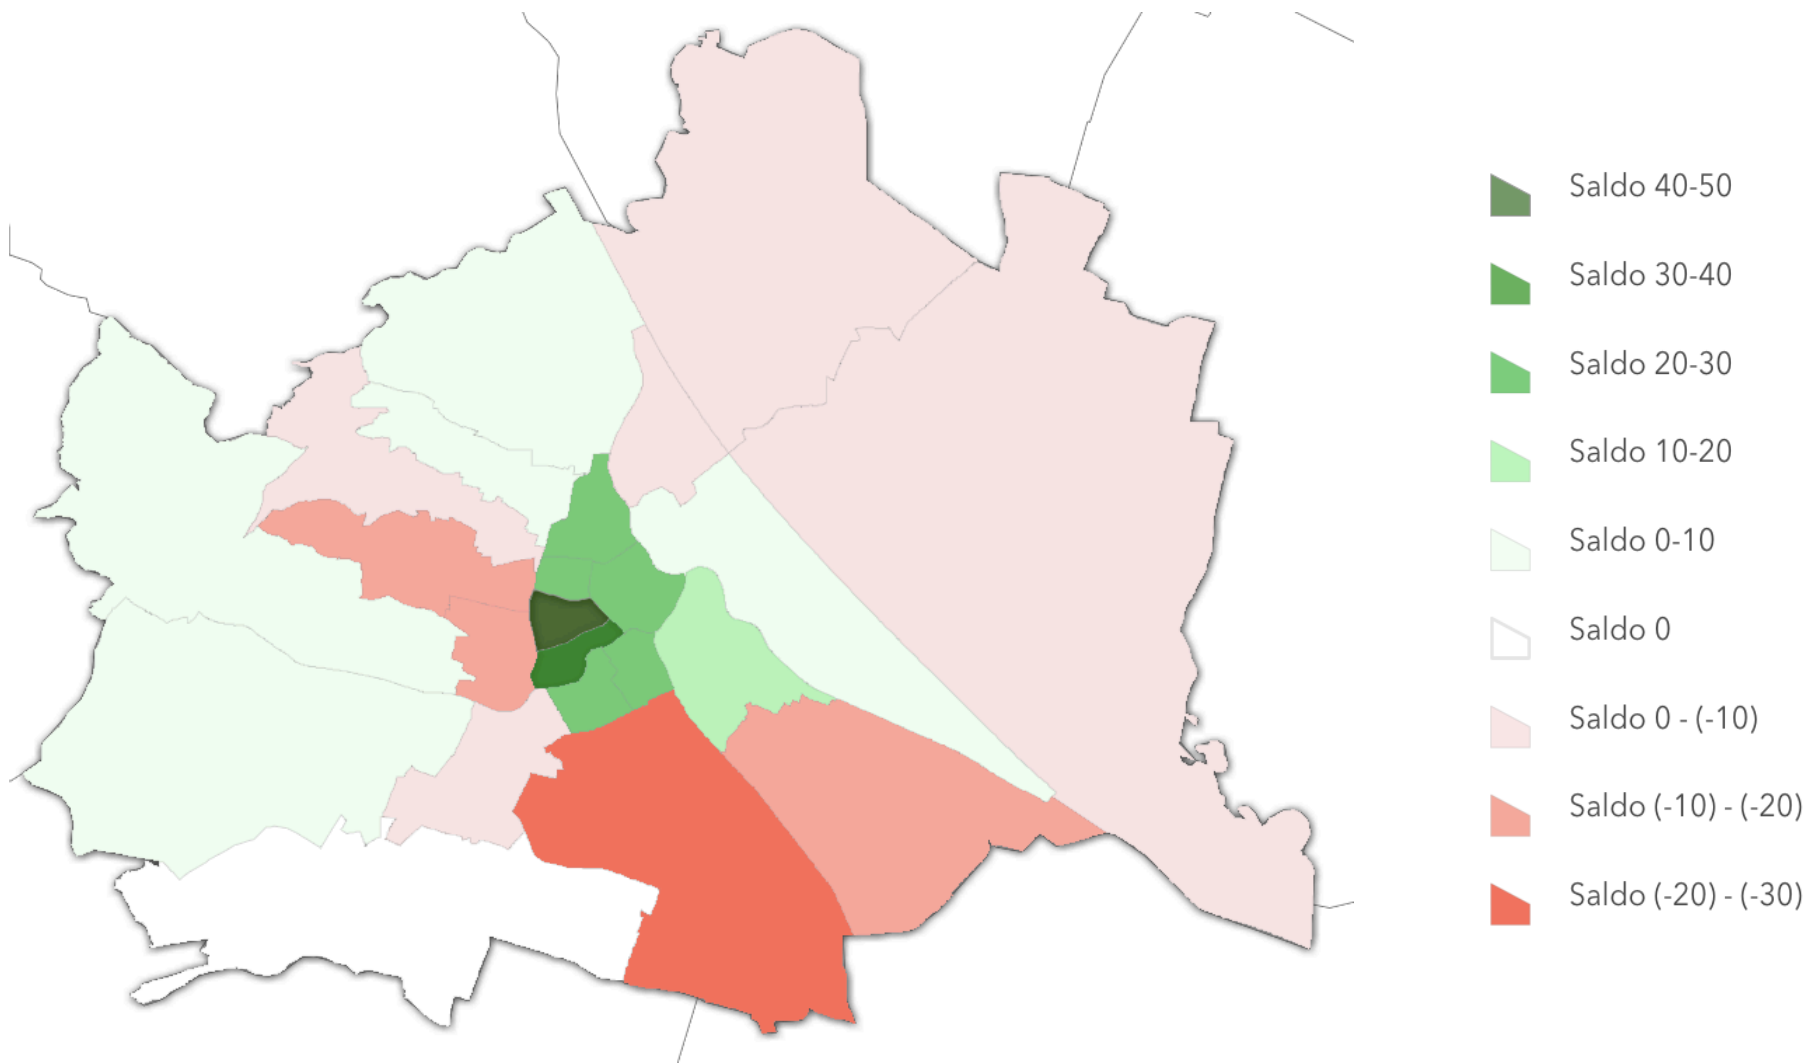 Saldo 40-50
Saldo 30-40
Saldo 20-30
Saldo 10-20
Saldo 0-10
Saldo 0
Saldo 0 - (-10)
Saldo (-10) - (-20)
Saldo (-20) - (-30)